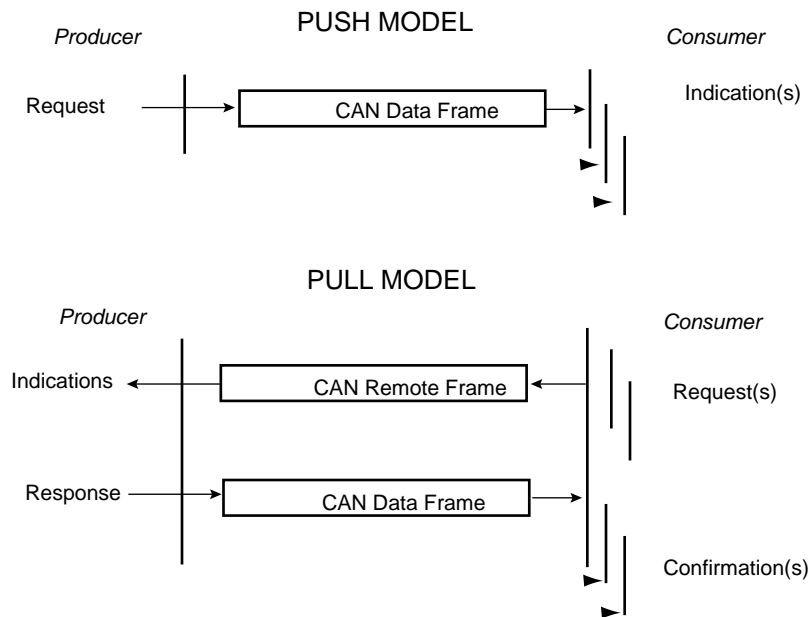 PUSH MODEL
Producer
Consumer
Request
CAN Data Frame
Indication(s)
PULL MODEL
Producer
Consumer
Indications
CAN Remote Frame
Request(s)
Response
CAN Data Frame
Confirmation(s)